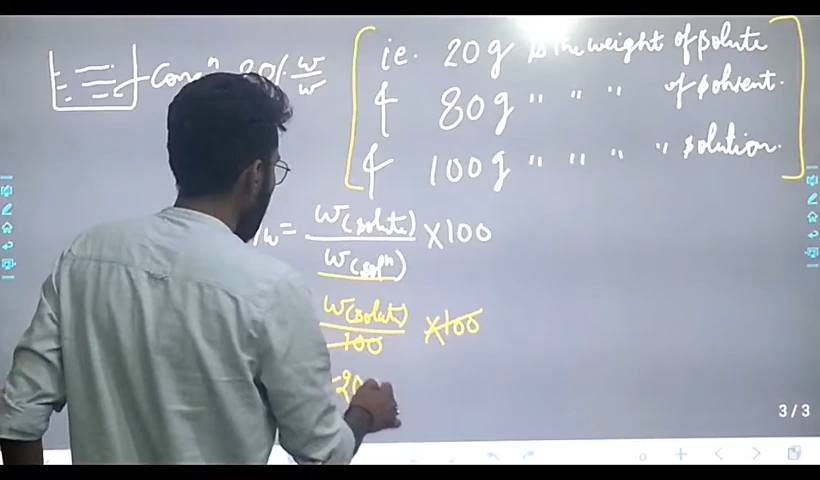 ie. 20g is the weight of solute
Concⁿ 20% w/w
& 80g " " " of solvent.
& 100g " " " " solution.
/w = W(solute) / W(solⁿ) ×100
W(solute) / 100 ×100
20
3/3